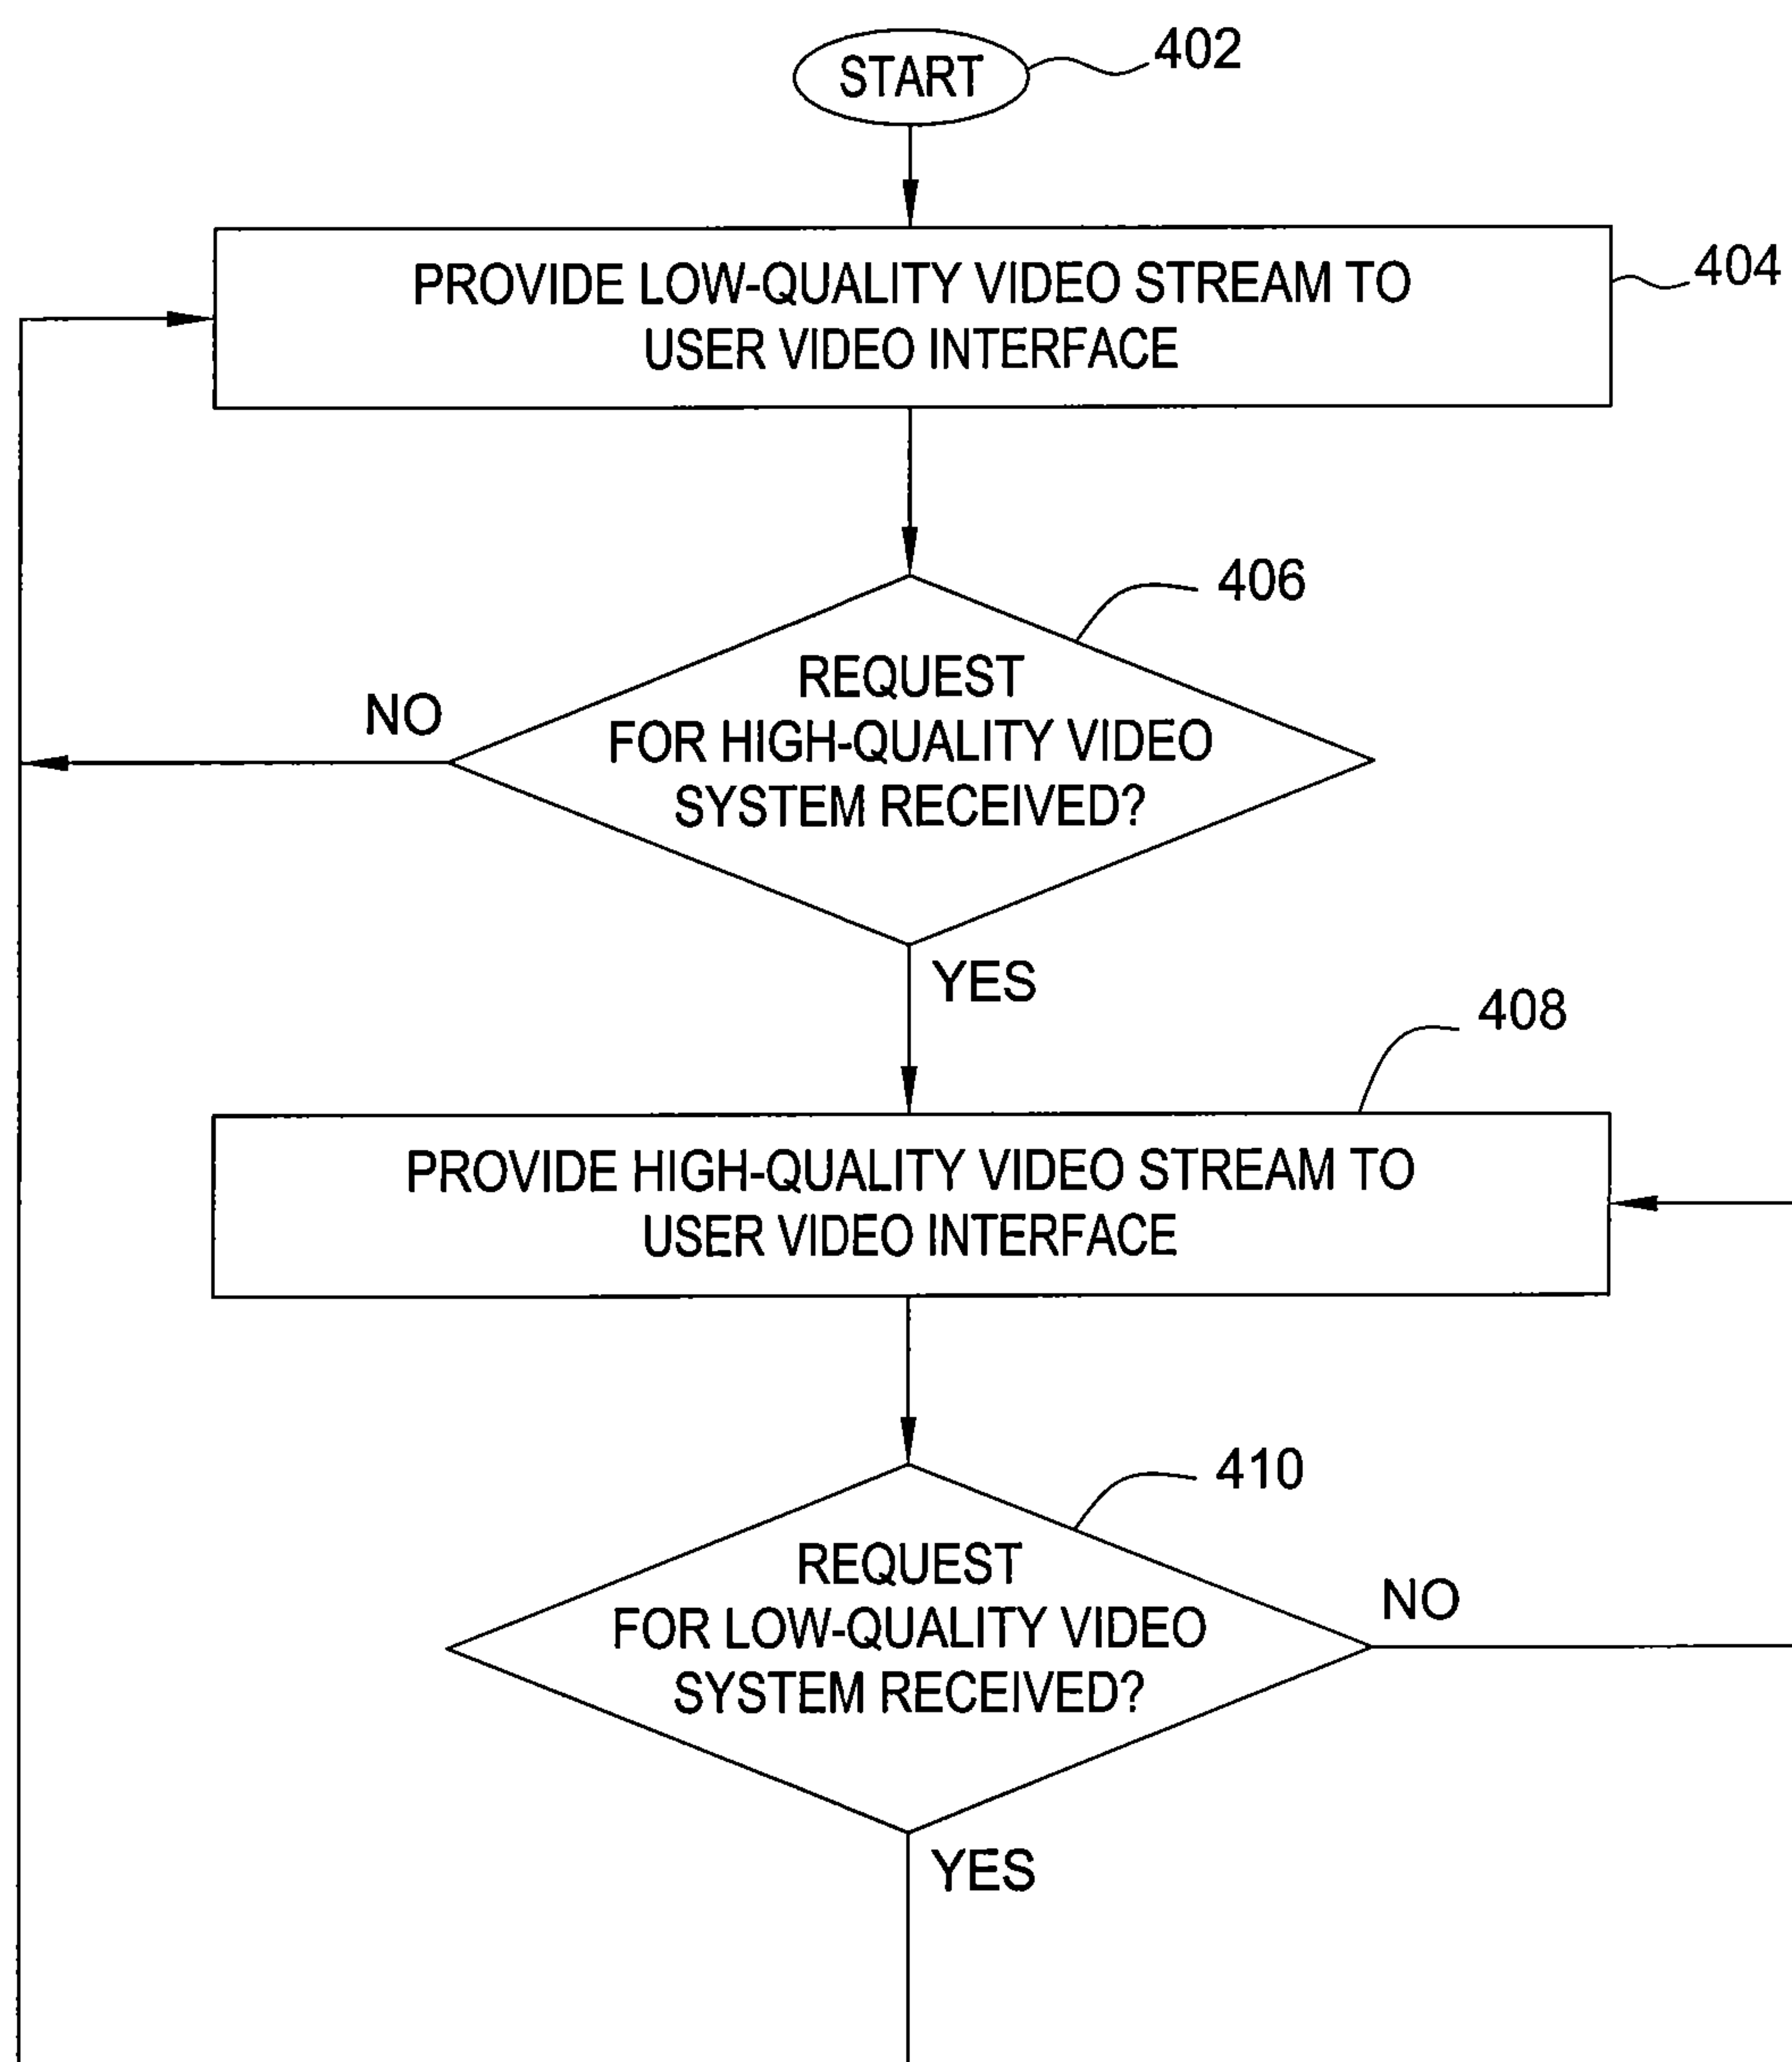 START
402
PROVIDE LOW-QUALITY VIDEO STREAM TO
USER VIDEO INTERFACE
404
406
REQUEST
FOR HIGH-QUALITY VIDEO
SYSTEM RECEIVED?
NO
YES
408
PROVIDE HIGH-QUALITY VIDEO STREAM TO
USER VIDEO INTERFACE
410
REQUEST
FOR LOW-QUALITY VIDEO
SYSTEM RECEIVED?
NO
YES